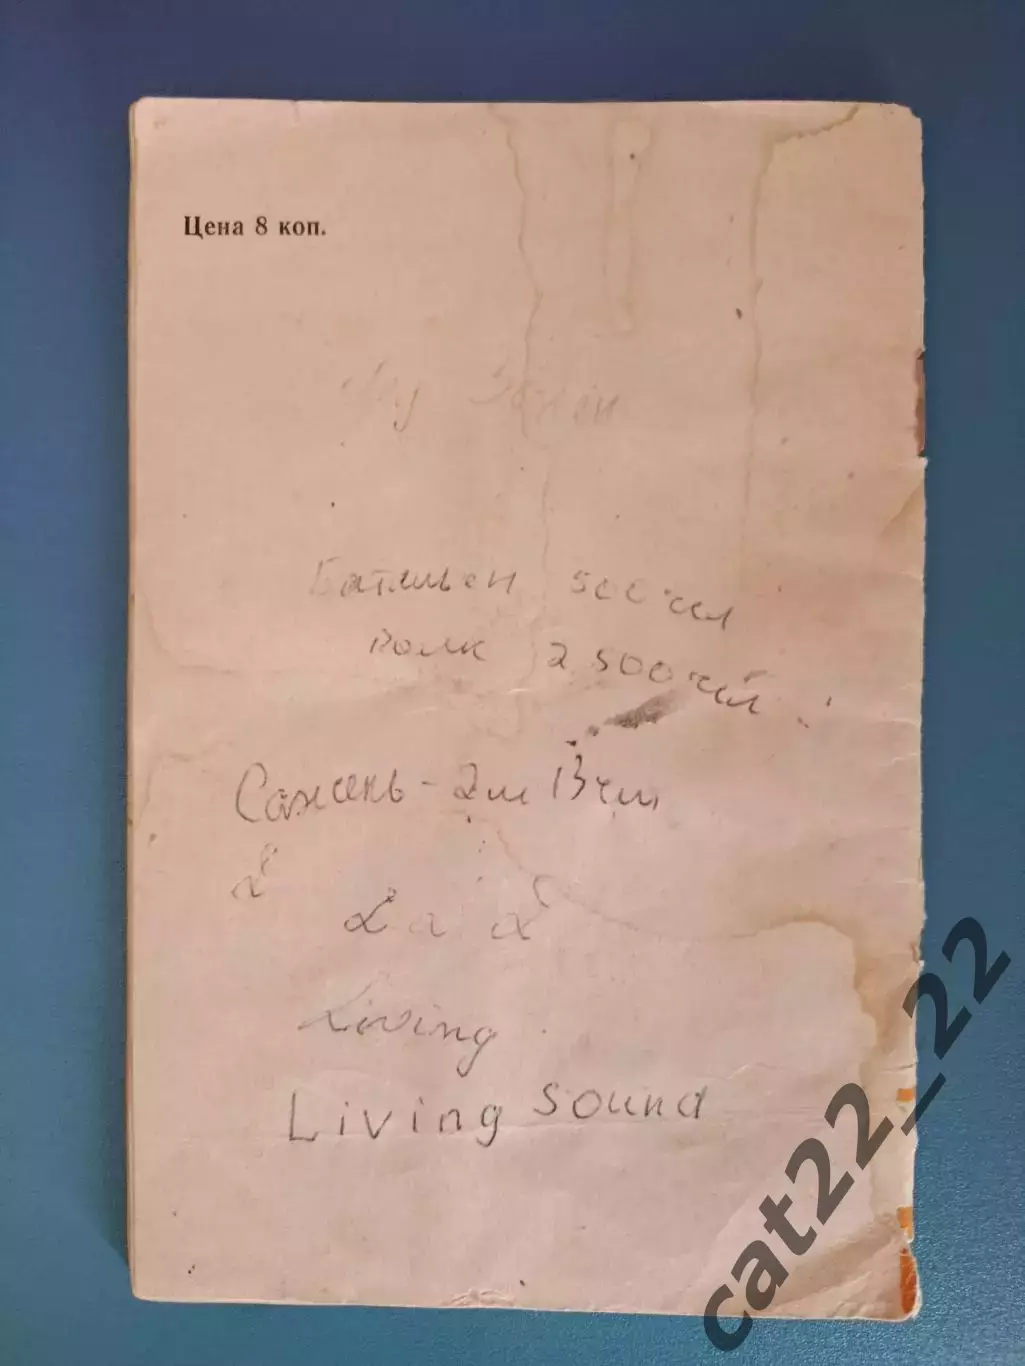 Цена 8 коп.
Батальон 500 чел
полк 2 500 чел
Сажень - 2 м 13 см
Living
Living sound
cat22_22